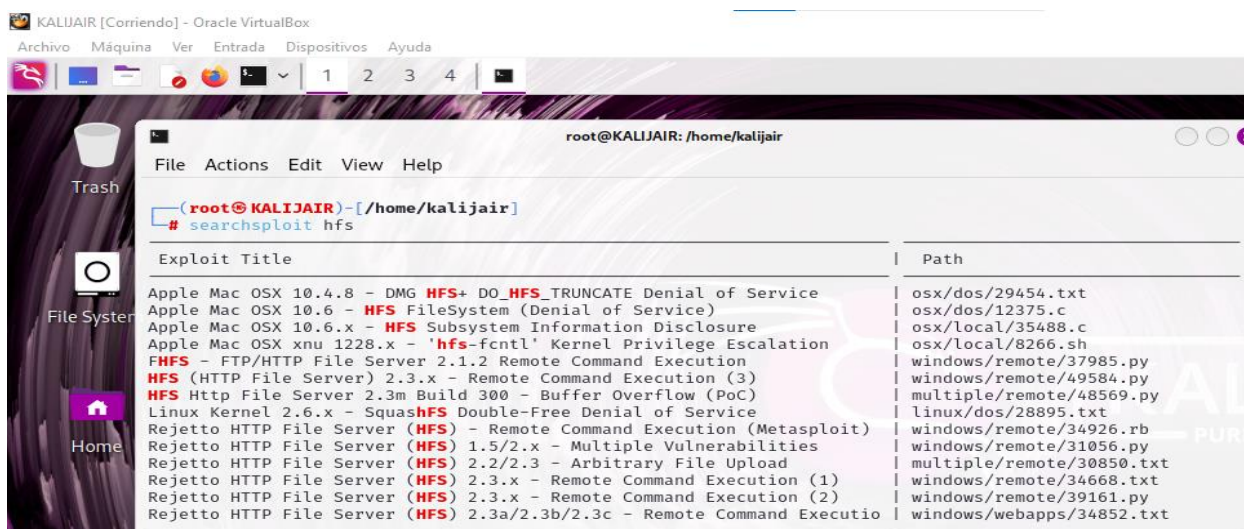 KALIJAIR [Corriendo] - Oracle VirtualBox
Archivo Máquina Ver Entrada Dispositivos Ayuda
1 2 3 4
root@KALIJAIR: /home/kalijair
File Actions Edit View Help
Trash
File System
Home
(root㉿KALIJAIR)-[/home/kalijair]
# searchsploit hfs
Exploit Title | Path
Apple Mac OSX 10.4.8 - DMG HFS+ DO_HFS_TRUNCATE Denial of Service | osx/dos/29454.txt
Apple Mac OSX 10.6 - HFS FileSystem (Denial of Service) | osx/dos/12375.c
Apple Mac OSX 10.6.x - HFS Subsystem Information Disclosure | osx/local/35488.c
Apple Mac OSX xnu 1228.x - 'hfs-fcntl' Kernel Privilege Escalation | osx/local/8266.sh
FHFS - FTP/HTTP File Server 2.1.2 Remote Command Execution | windows/remote/37985.py
HFS (HTTP File Server) 2.3.x - Remote Command Execution (3) | windows/remote/49584.py
HFS Http File Server 2.3m Build 300 - Buffer Overflow (PoC) | multiple/remote/48569.py
Linux Kernel 2.6.x - SquashFS Double-Free Denial of Service | linux/dos/28895.txt
Rejetto HTTP File Server (HFS) - Remote Command Execution (Metasploit) | windows/remote/34926.rb
Rejetto HTTP File Server (HFS) 1.5/2.x - Multiple Vulnerabilities | windows/remote/31056.py
Rejetto HTTP File Server (HFS) 2.2/2.3 - Arbitrary File Upload | multiple/remote/30850.txt
Rejetto HTTP File Server (HFS) 2.3.x - Remote Command Execution (1) | windows/remote/34668.txt
Rejetto HTTP File Server (HFS) 2.3.x - Remote Command Execution (2) | windows/remote/39161.py
Rejetto HTTP File Server (HFS) 2.3a/2.3b/2.3c - Remote Command Executio | windows/webapps/34852.txt
KAL
PUR